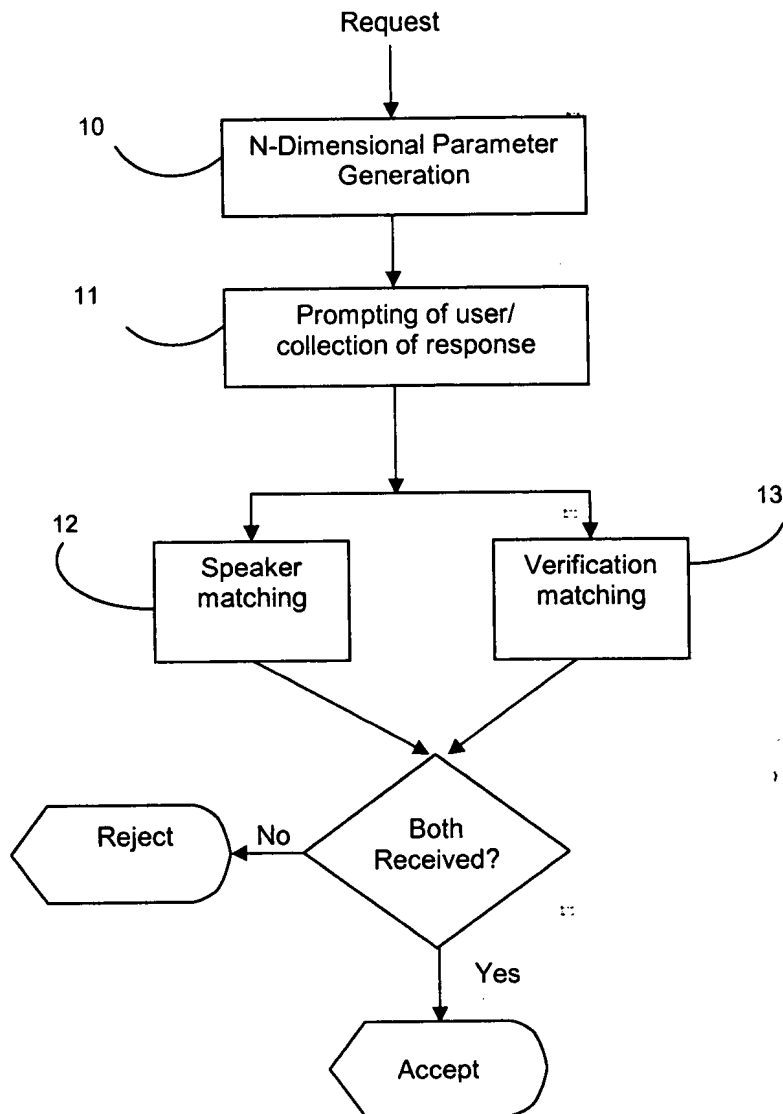 Request
10
N-Dimensional Parameter
Generation
11
Prompting of user/
collection of response
12
Speaker
matching
13
Verification
matching
Both
Received?
No
Reject
Yes
Accept